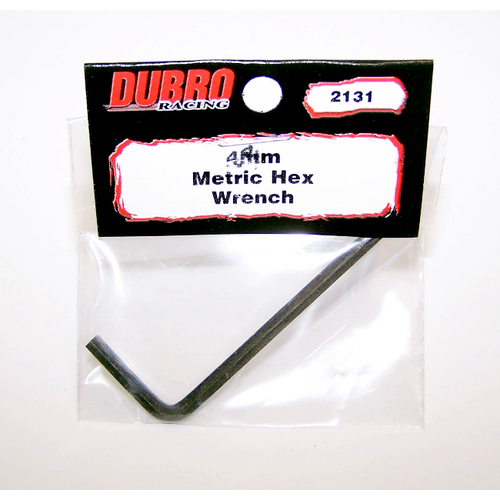 DUBRO
RACING
2131
4mm
Metric Hex
Wrench